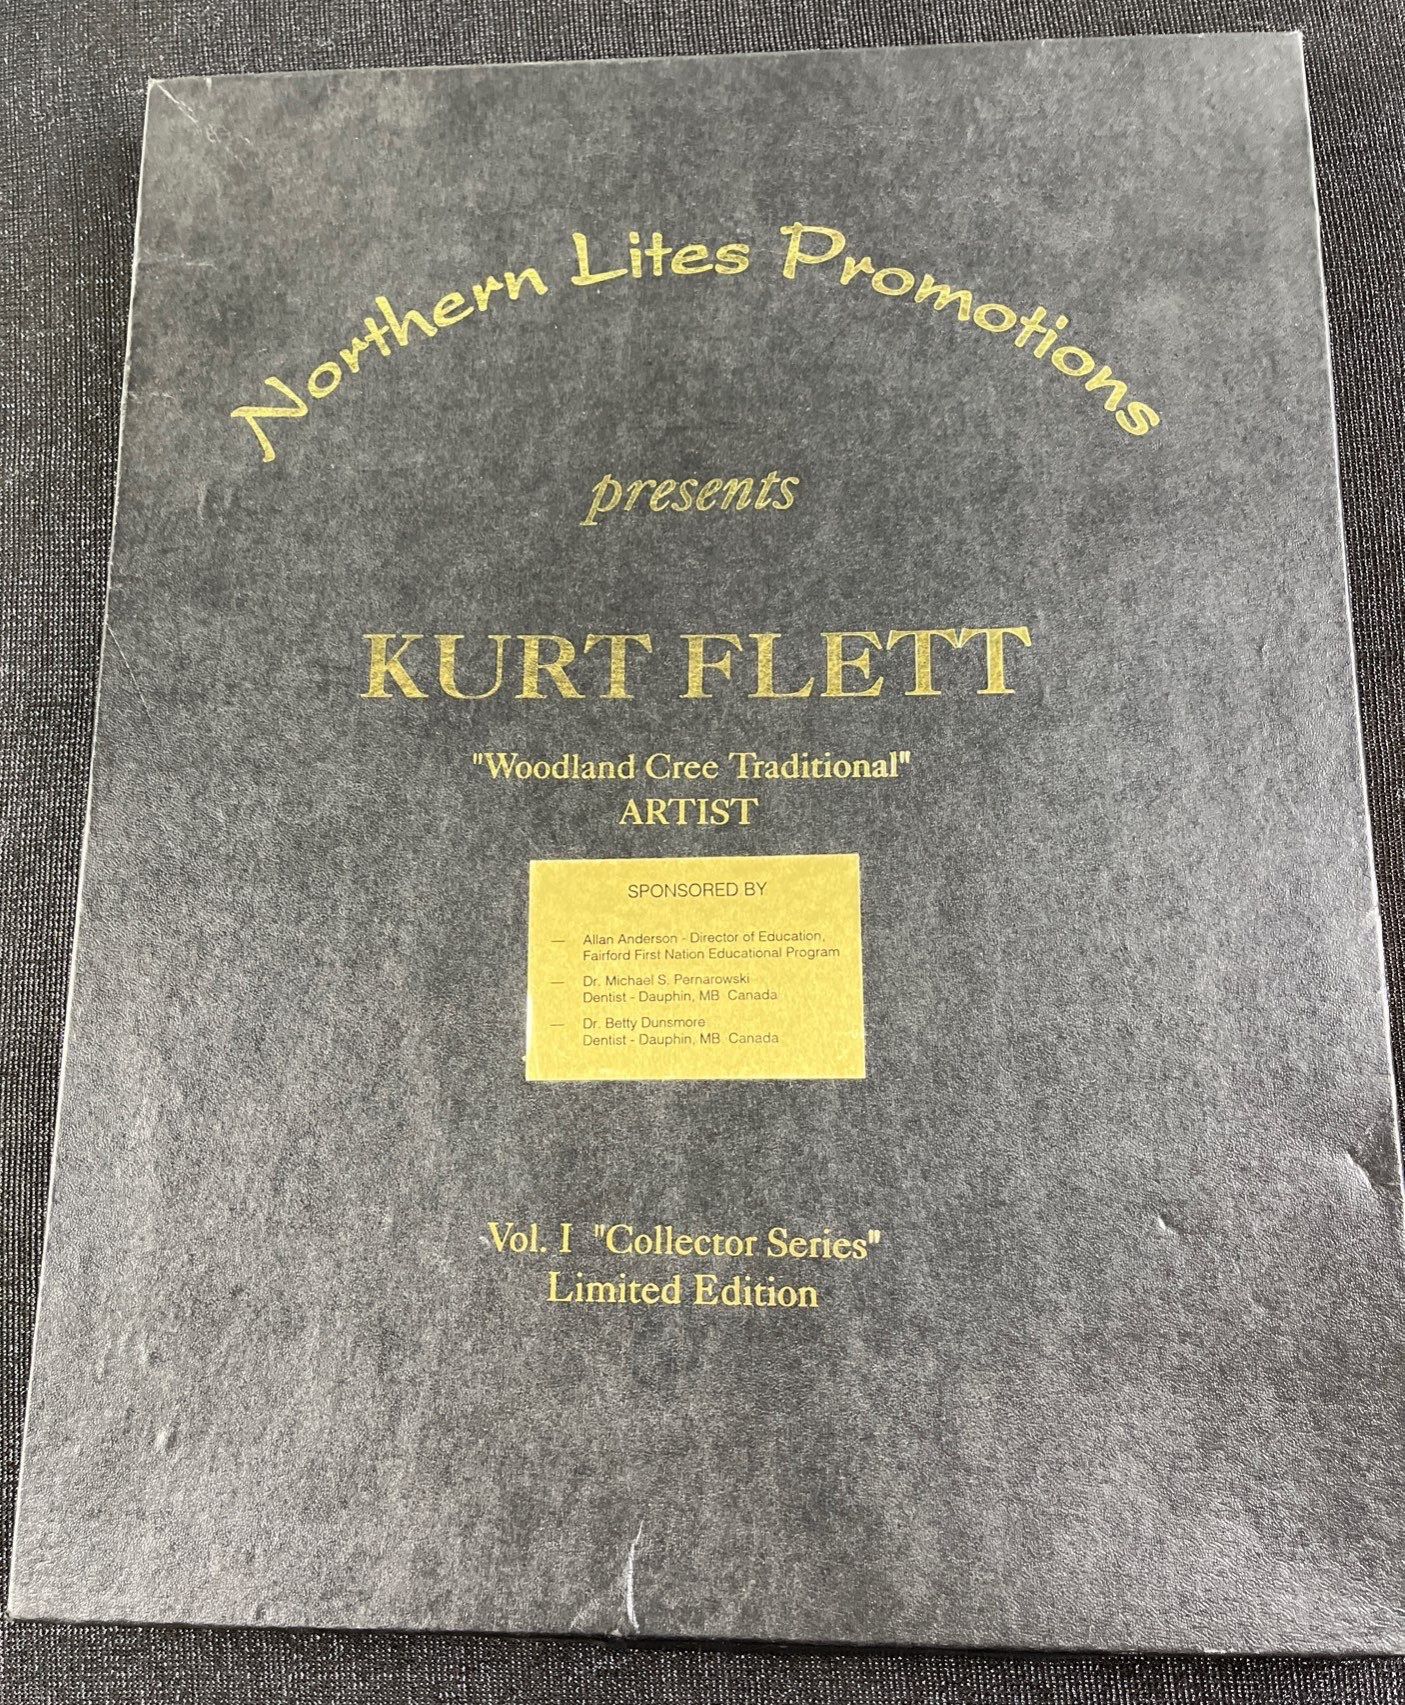 Northern Lites Promotions
presents
KURT FLETT
"Woodland Cree Traditional"
ARTIST
SPONSORED BY
— Allan Anderson - Director of Education,
Fairford First Nation Educational Program
— Dr. Michael S. Pernarowski
Dentist - Dauphin, MB Canada
— Dr. Betty Dunsmore
Dentist - Dauphin, MB Canada
Vol. I "Collector Series"
Limited Edition